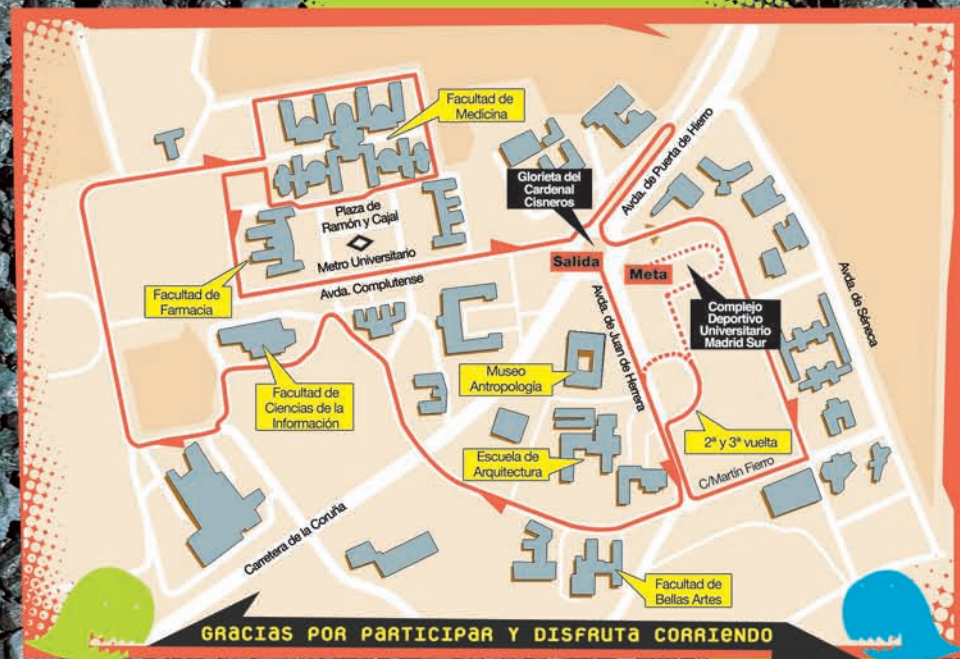 Facultad de
Medicina
Glorieta del
Cardenal
Cisneros
Avda. de Puerta de Hierro
Plaza de
Ramón y Cajal
Metro Universitario
Salida
Meta
Avda. Complutense
Facultad de
Farmacia
Avda. de Juan de Herrera
Complejo
Deportivo
Universitario
Madrid Sur
Avda. de Séneca
Museo
Antropología
Facultad de
Ciencias de la
Información
2ª y 3ª vuelta
Escuela de
Arquitectura
C/Martín Fierro
Carretera de la Coruña
Facultad de
Bellas Artes
GRACIAS POR PARTICIPAR Y DISFRUTA CORRIENDO